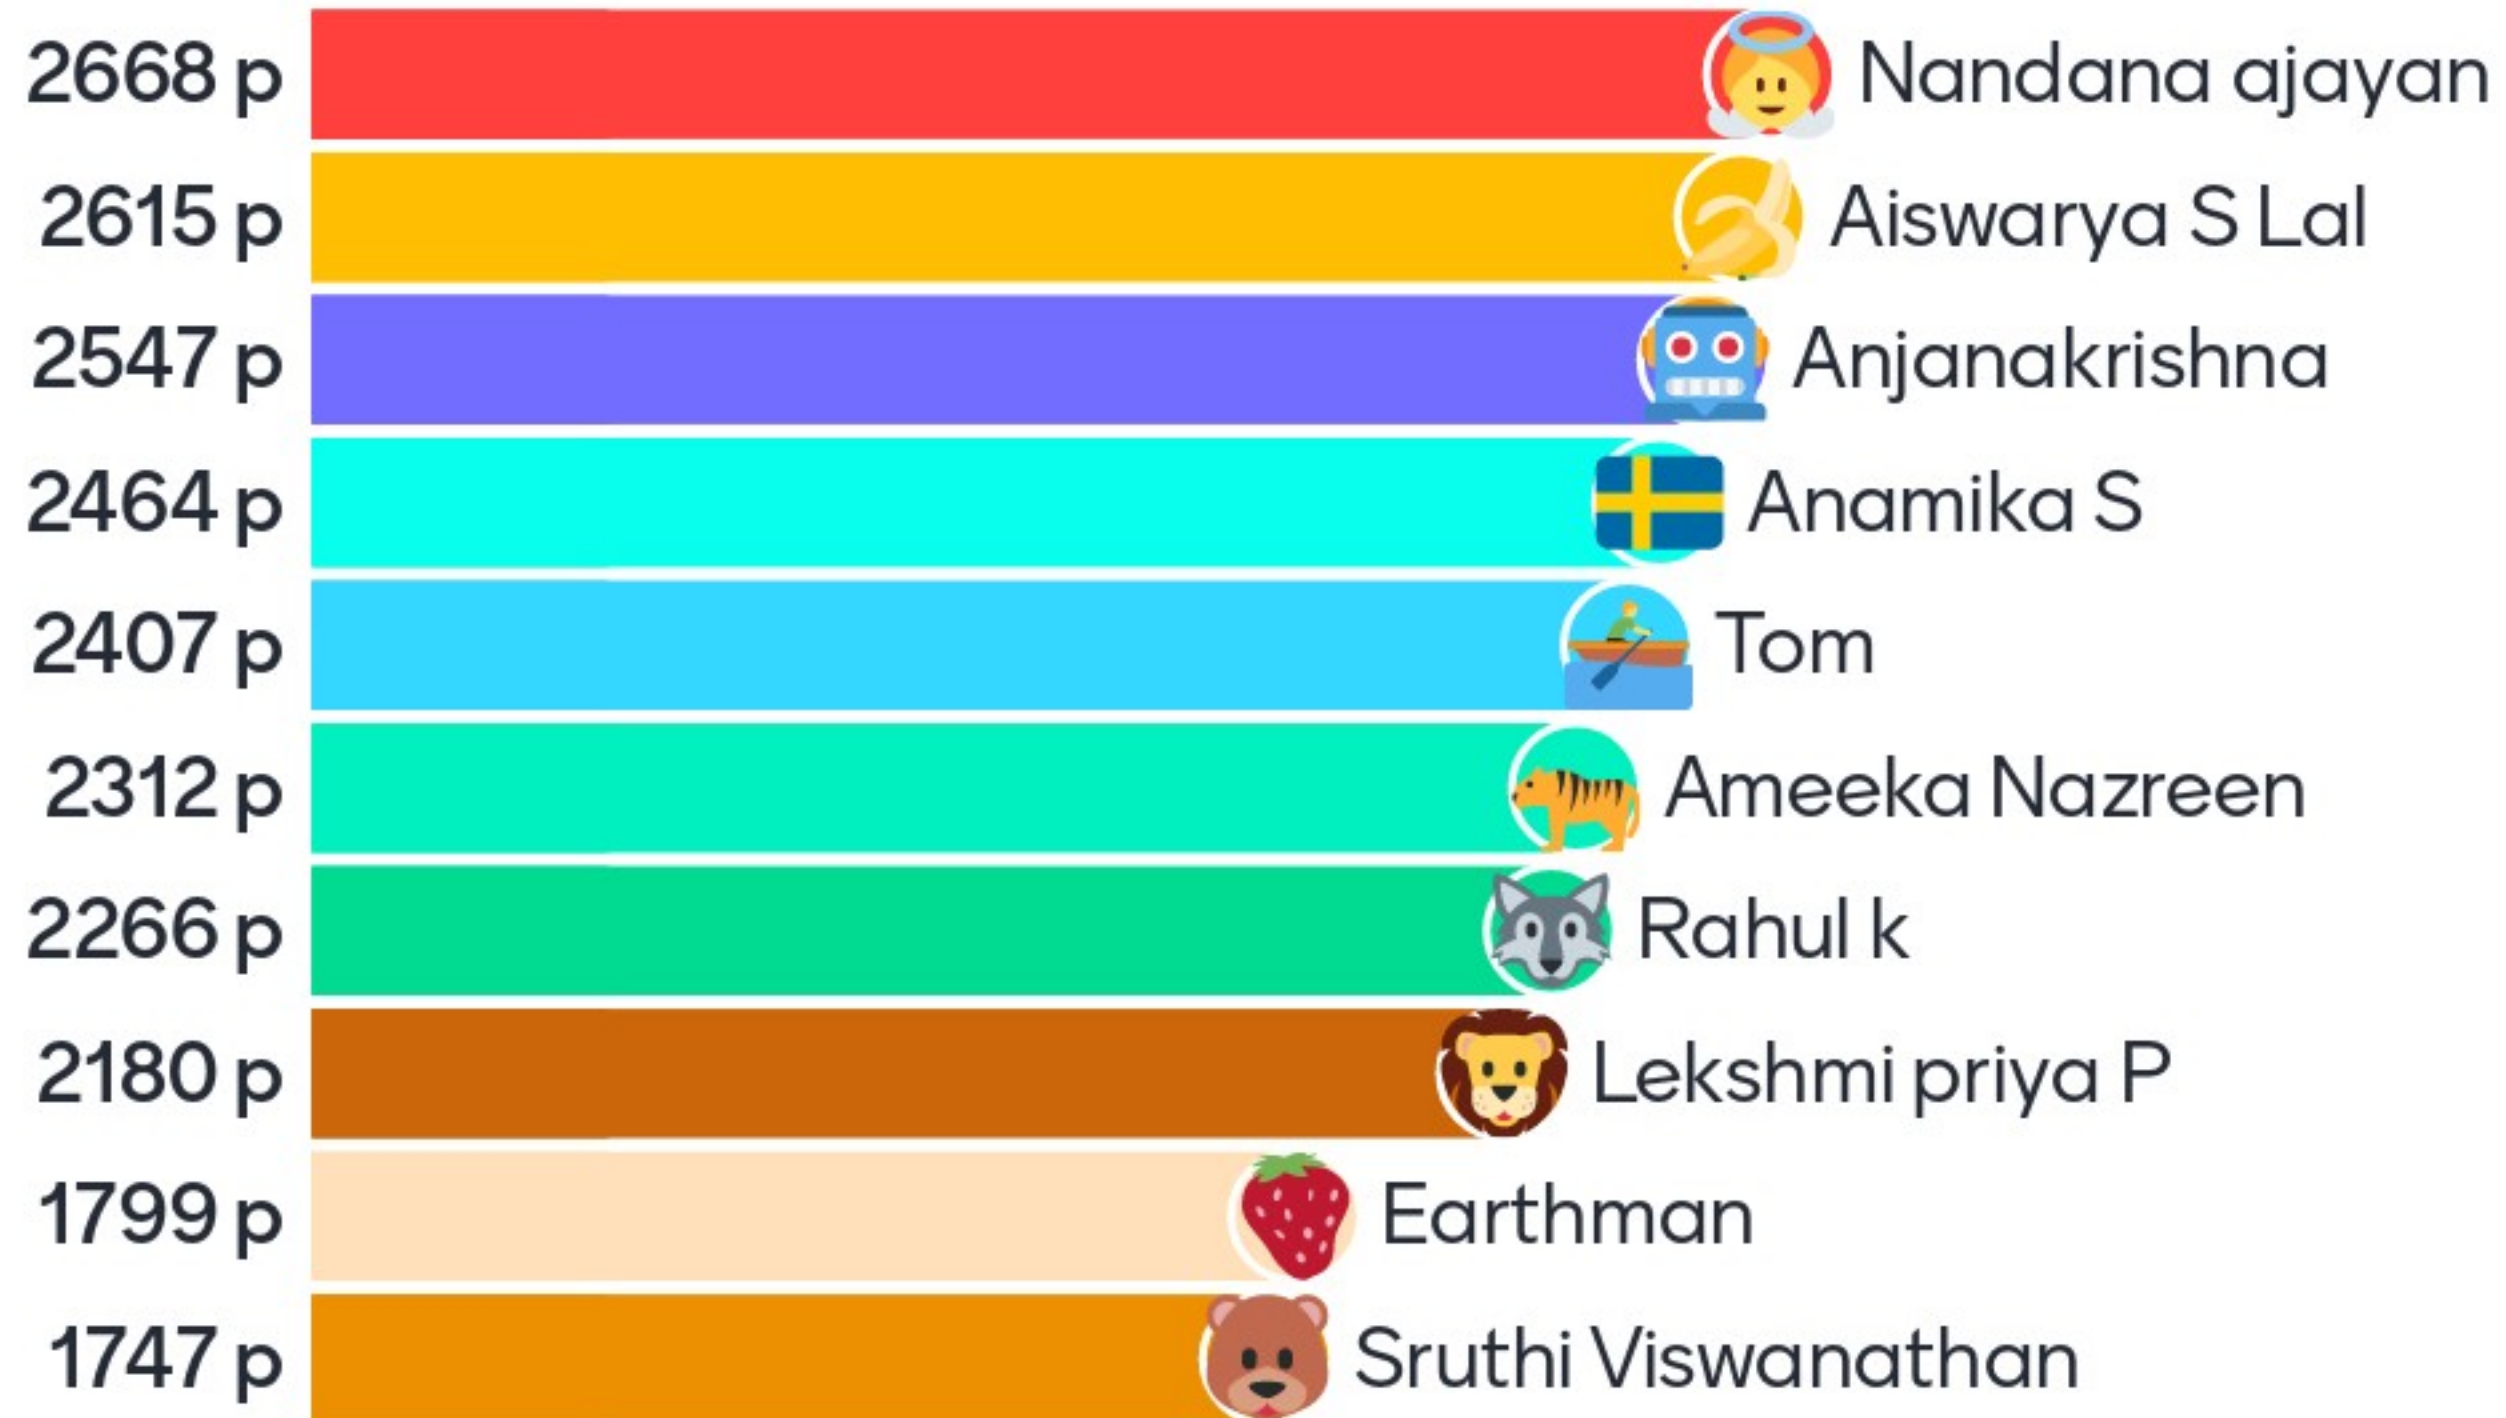 2668 p Nandana ajayan
2615 p Aiswarya S Lal
2547 p Anjanakrishna
2464 p Anamika S
2407 p Tom
2312 p Ameeka Nazreen
2266 p Rahul k
2180 p Lekshmi priya P
1799 p Earthman
1747 p Sruthi Viswanathan